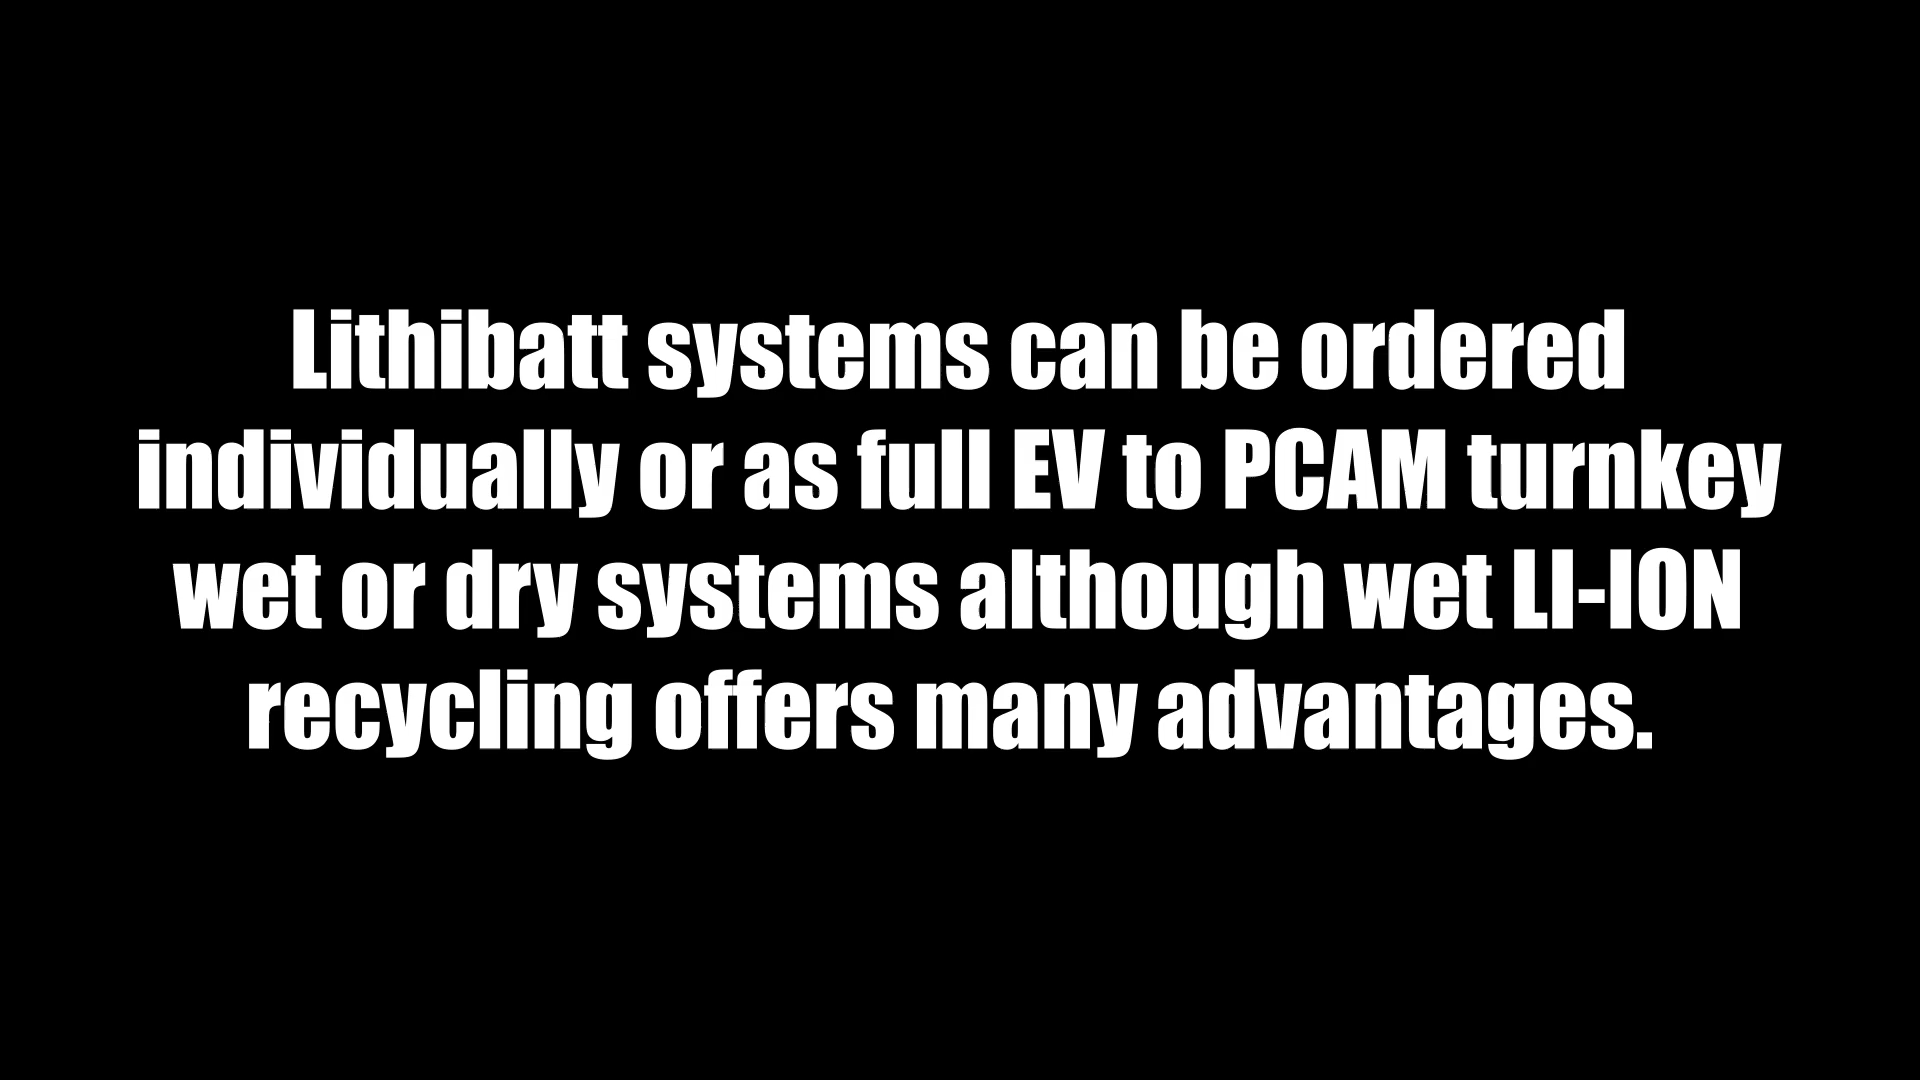 Lithibatt systems can be ordered
individually or as full EV to PCAM turnkey
wet or dry systems although wet LI-ION
recycling offers many advantages.